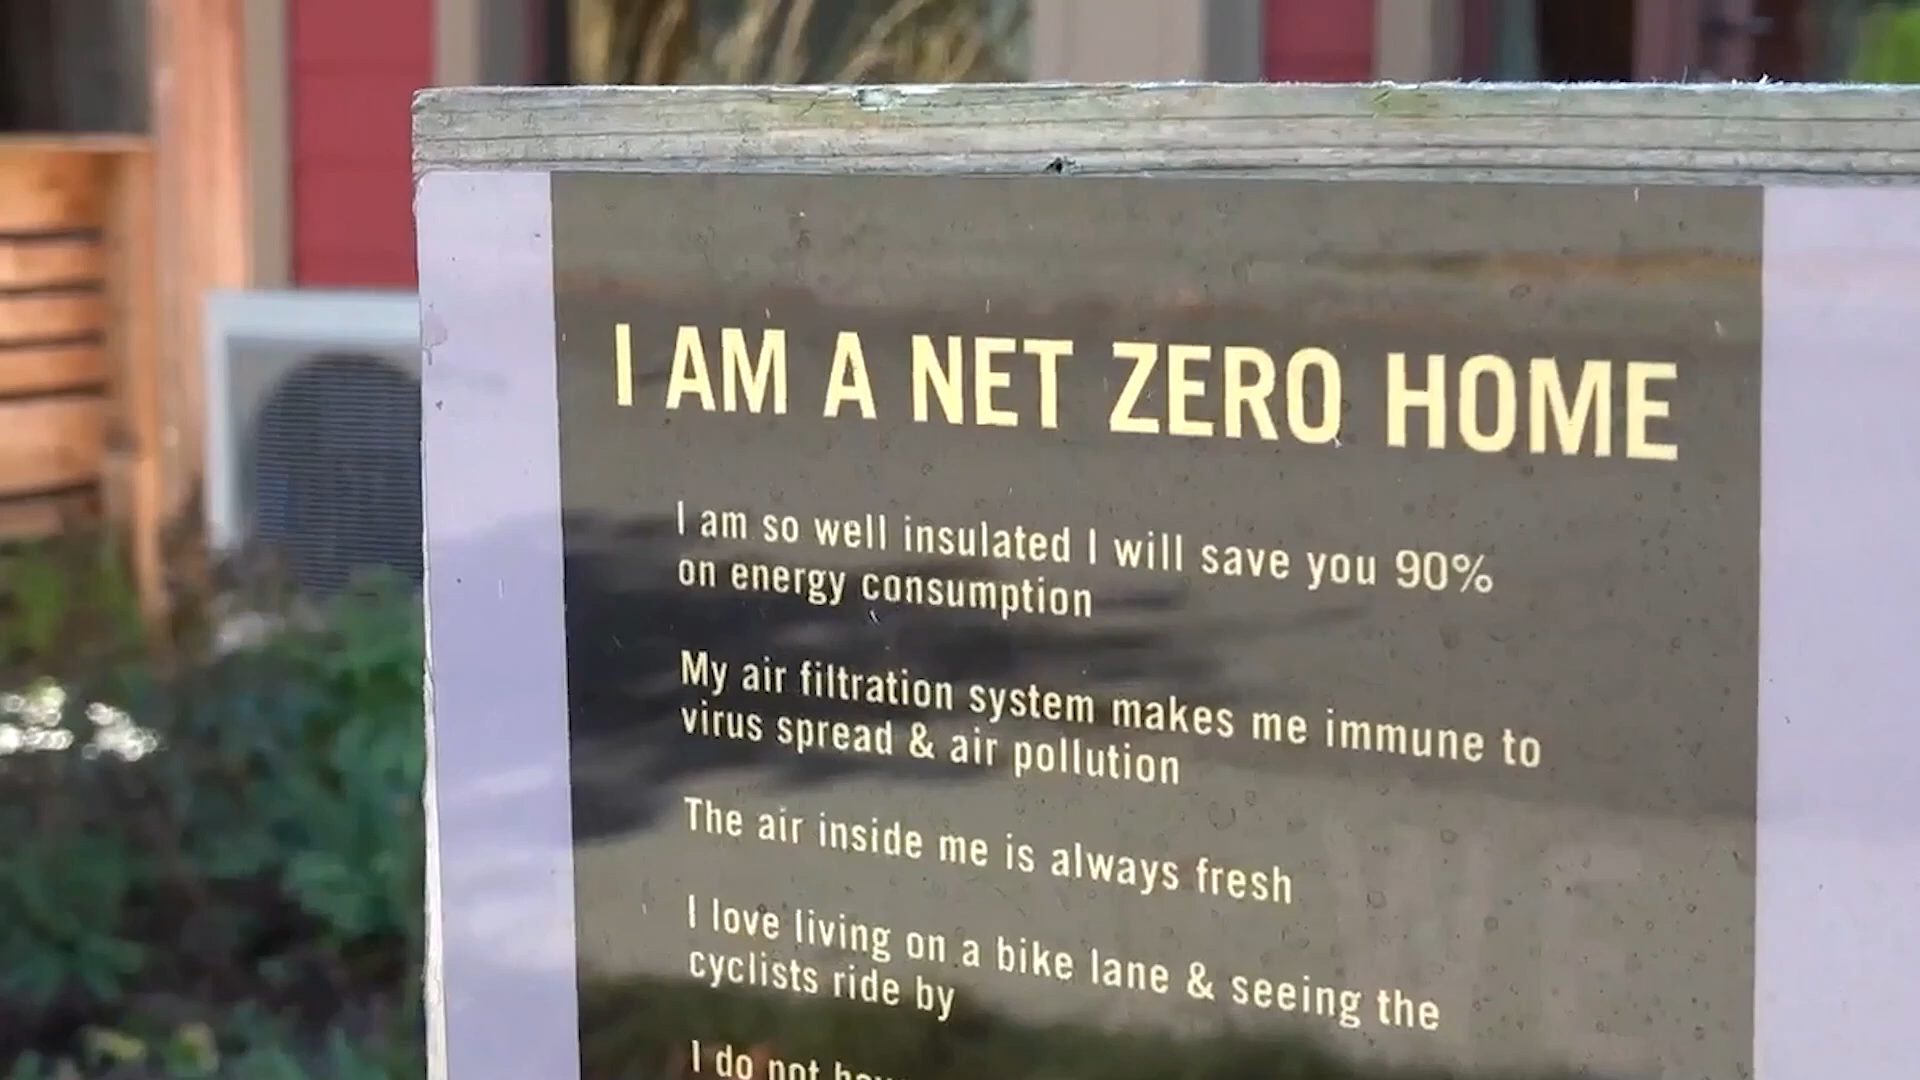 I AM A NET ZERO HOME
I am so well insulated I will save you 90%
on energy consumption
My air filtration system makes me immune to
virus spread & air pollution
The air inside me is always fresh
I love living on a bike lane & seeing the
cyclists ride by
I do not